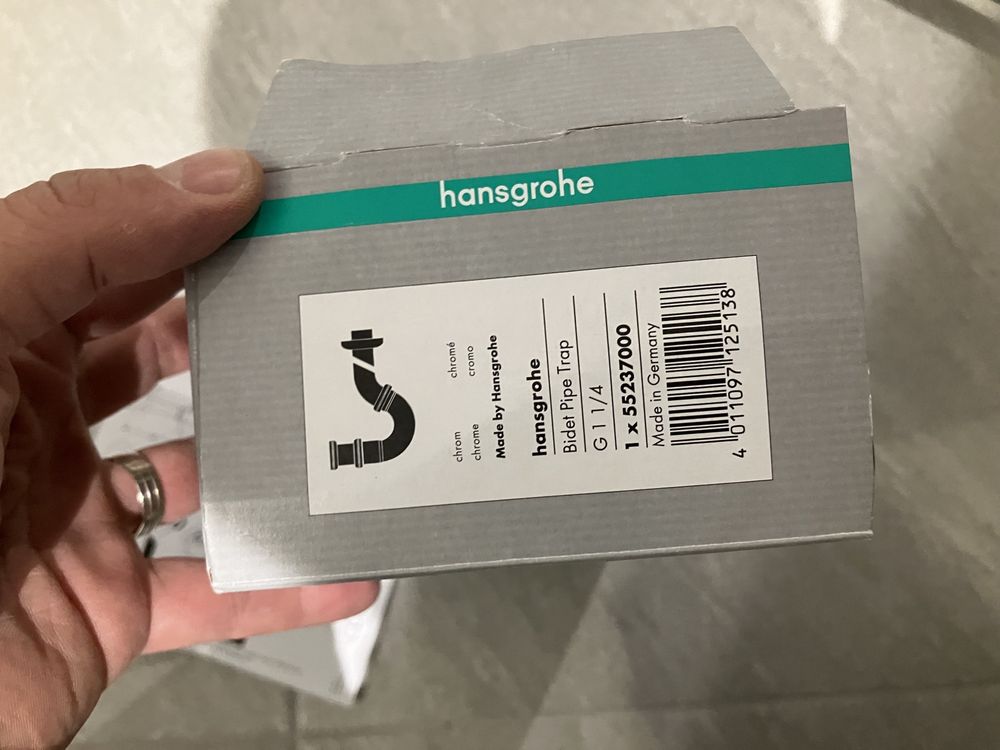 hansgrohe
chrom chromé
chrome cromo
Made by Hansgrohe
hansgrohe
Bidet Pipe Trap
G 1 1/4
1 x 55237000
Made in Germany
4 011097 125138